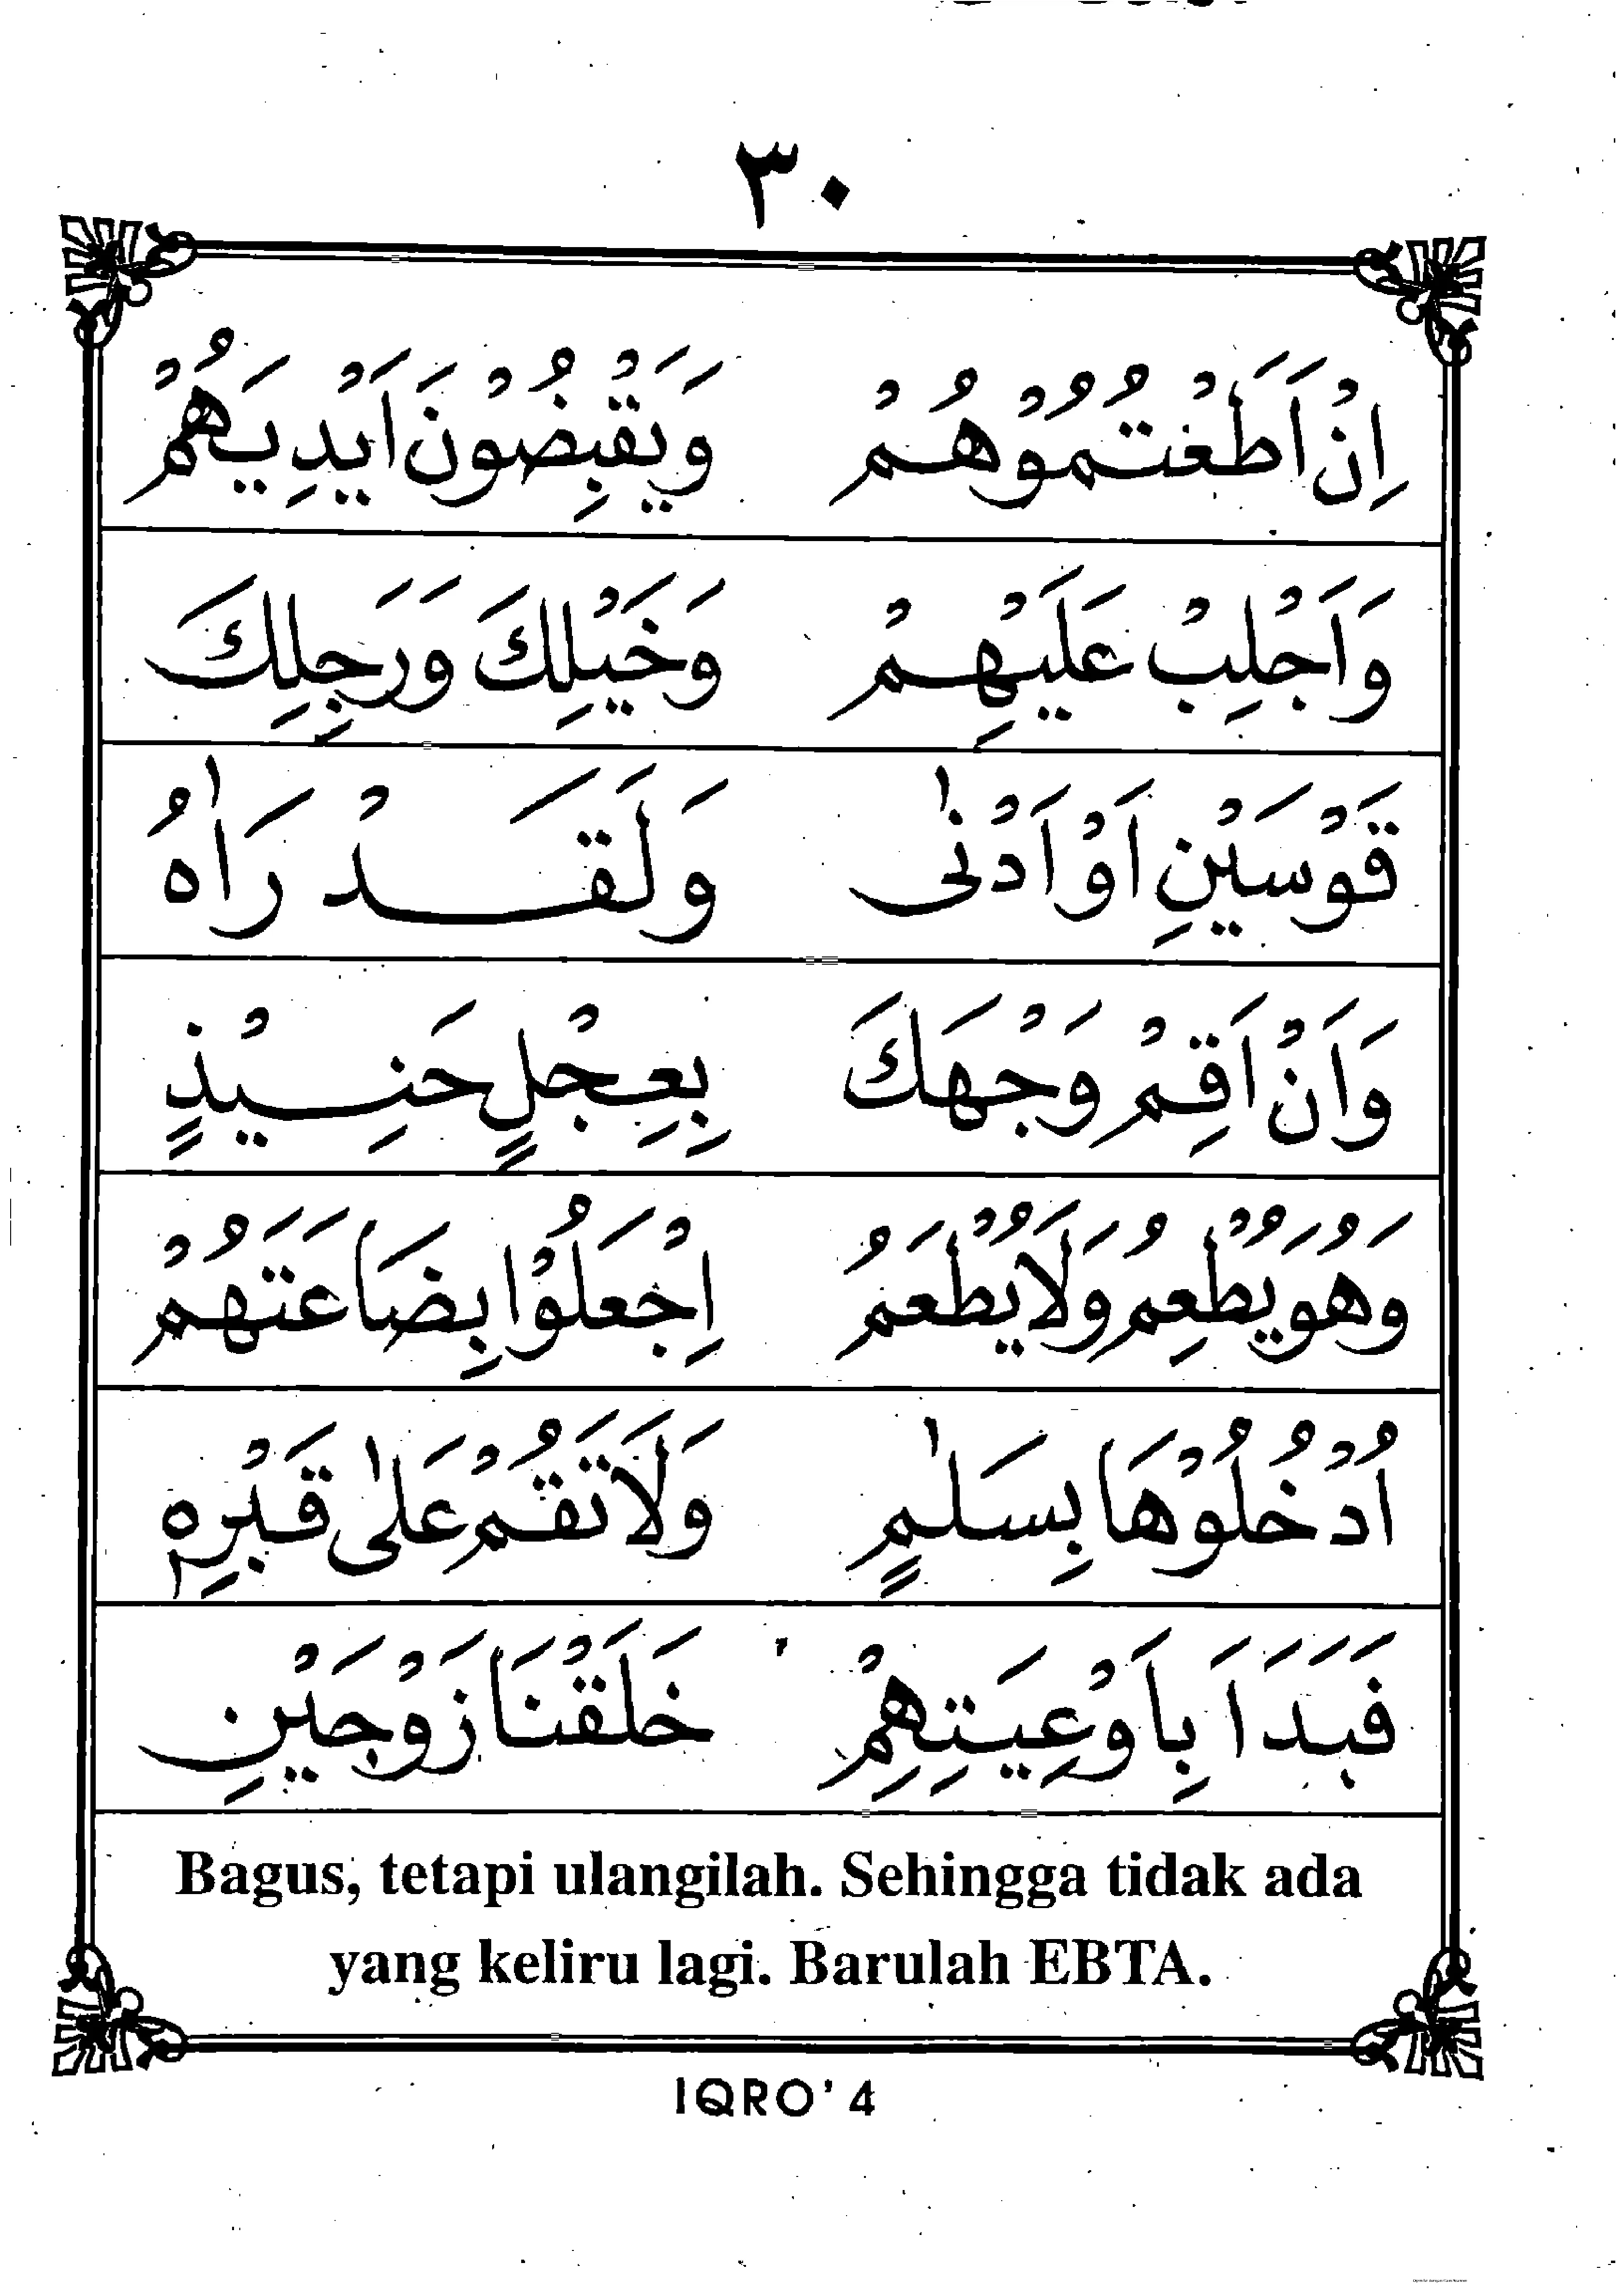 ٣٠
اِنْ اَطَعْتُمُوْهُمْ وَيَقْبِضُوْنَ اَيْدِيَهُمْ
وَاَجْلِبْ عَلَيْهِمْ وَخَيْلِكَ وَرَجِلِكَ
قَوْسَيْنِ اَوْ اَدْنٰى وَلَقَدْ رَاٰهُ
وَاَنْ اَقِمْ وَجْهَكَ بِعِجْلٍ حَنِيْذٍ
وَهُوَ يُطْعِمُ وَلَا يُطْعَمُ اِجْعَلُوْا بِضَاعَتَهُمْ
اُدْخُلُوْهَا بِسَلٰمٍ وَلَا تَقُمْ عَلٰى قَبْرِهٖ
فَبَدَاَ بِاَوْعِيَتِهِمْ خَلَقْنَا زَوْجَيْنِ
Bagus, tetapi ulangilah. Sehingga tidak ada
yang keliru lagi. Barulah EBTA.
IQRO' 4